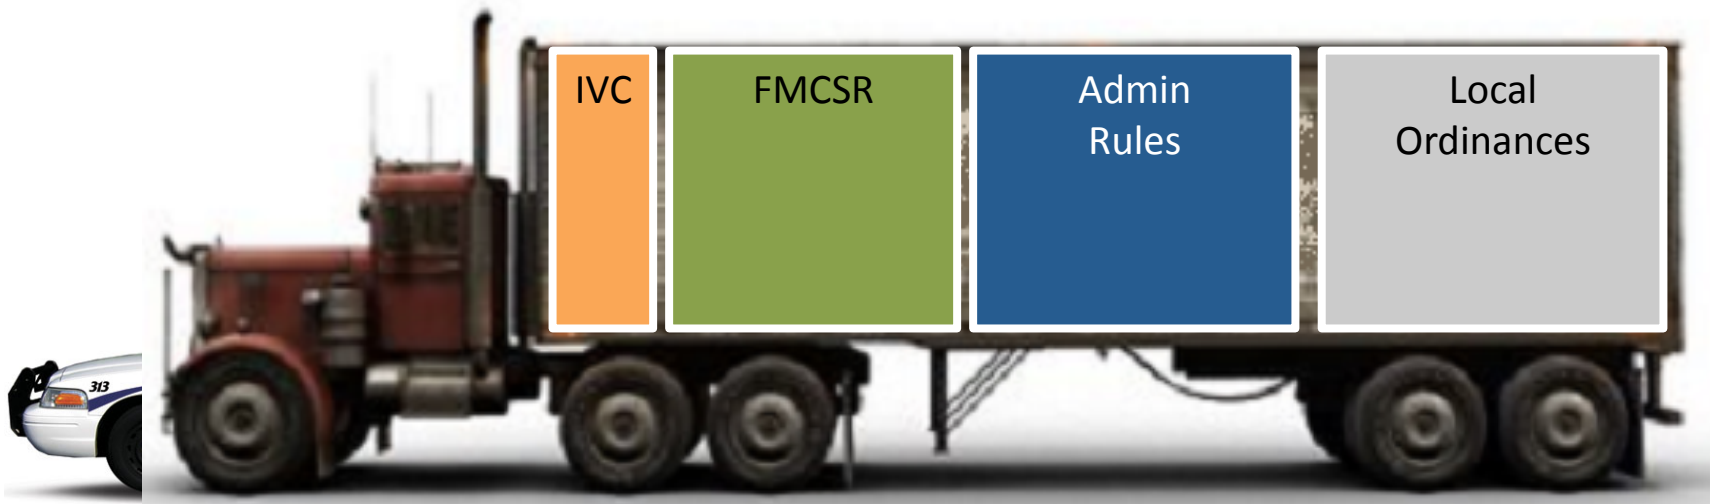 IVC
FMCSR
Admin
Rules
Local
Ordinances
313